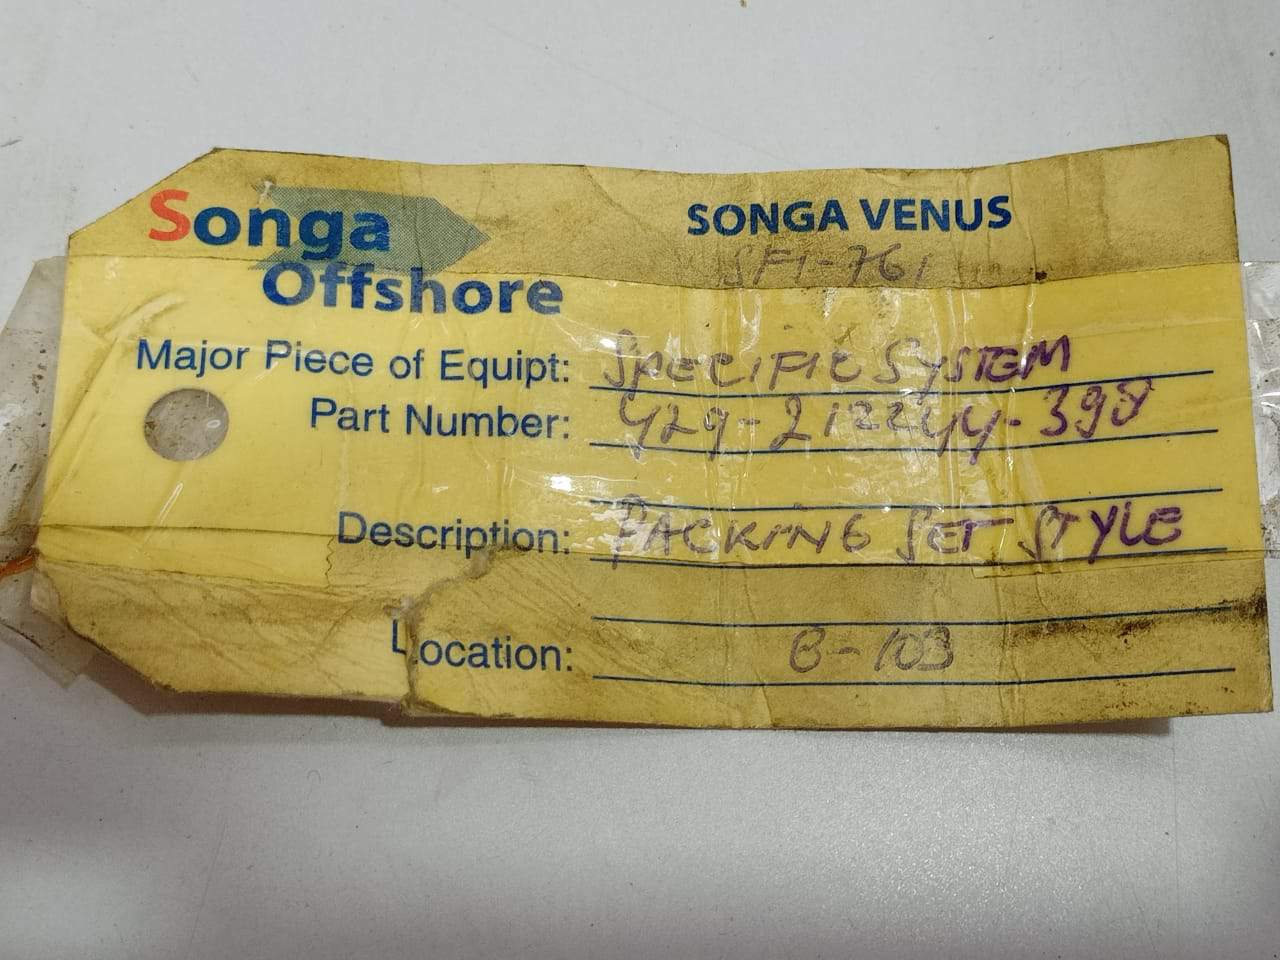 Songa Offshore
SONGA VENUS
SFI-761
Major Piece of Equipt: SPECIFIC SYSTEM
Part Number: 429-212244-398
Description: PACKING SET STYLE
Location: B-103